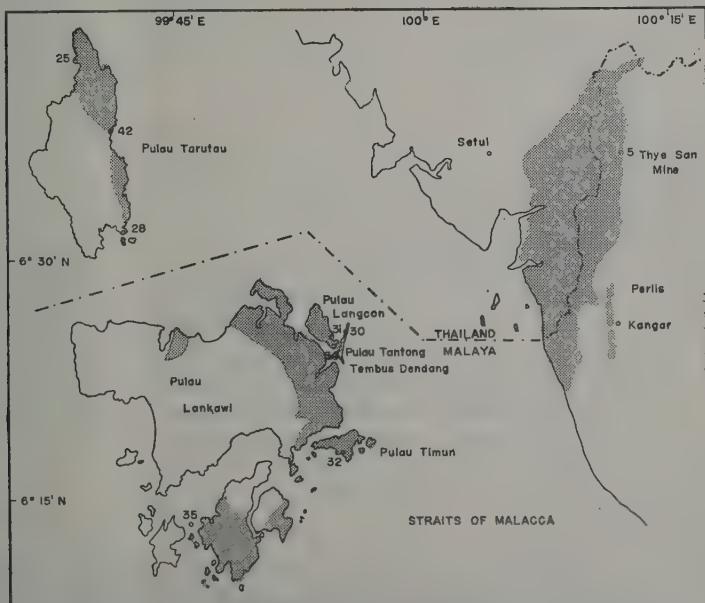 99° 45' E
100° E
100° 15' E
25
42
Pulau Tarutau
28
Setul
5 Thye San
Mine
6° 30' N
Perlis
Kangar
Pulau
Langcon
31
30
THAILAND
MALAYA
Pulau Tantong
Tembus Dendang
Pulau
Lankawi
Pulau Timun
32
6° 15' N
35
STRAITS OF MALACCA